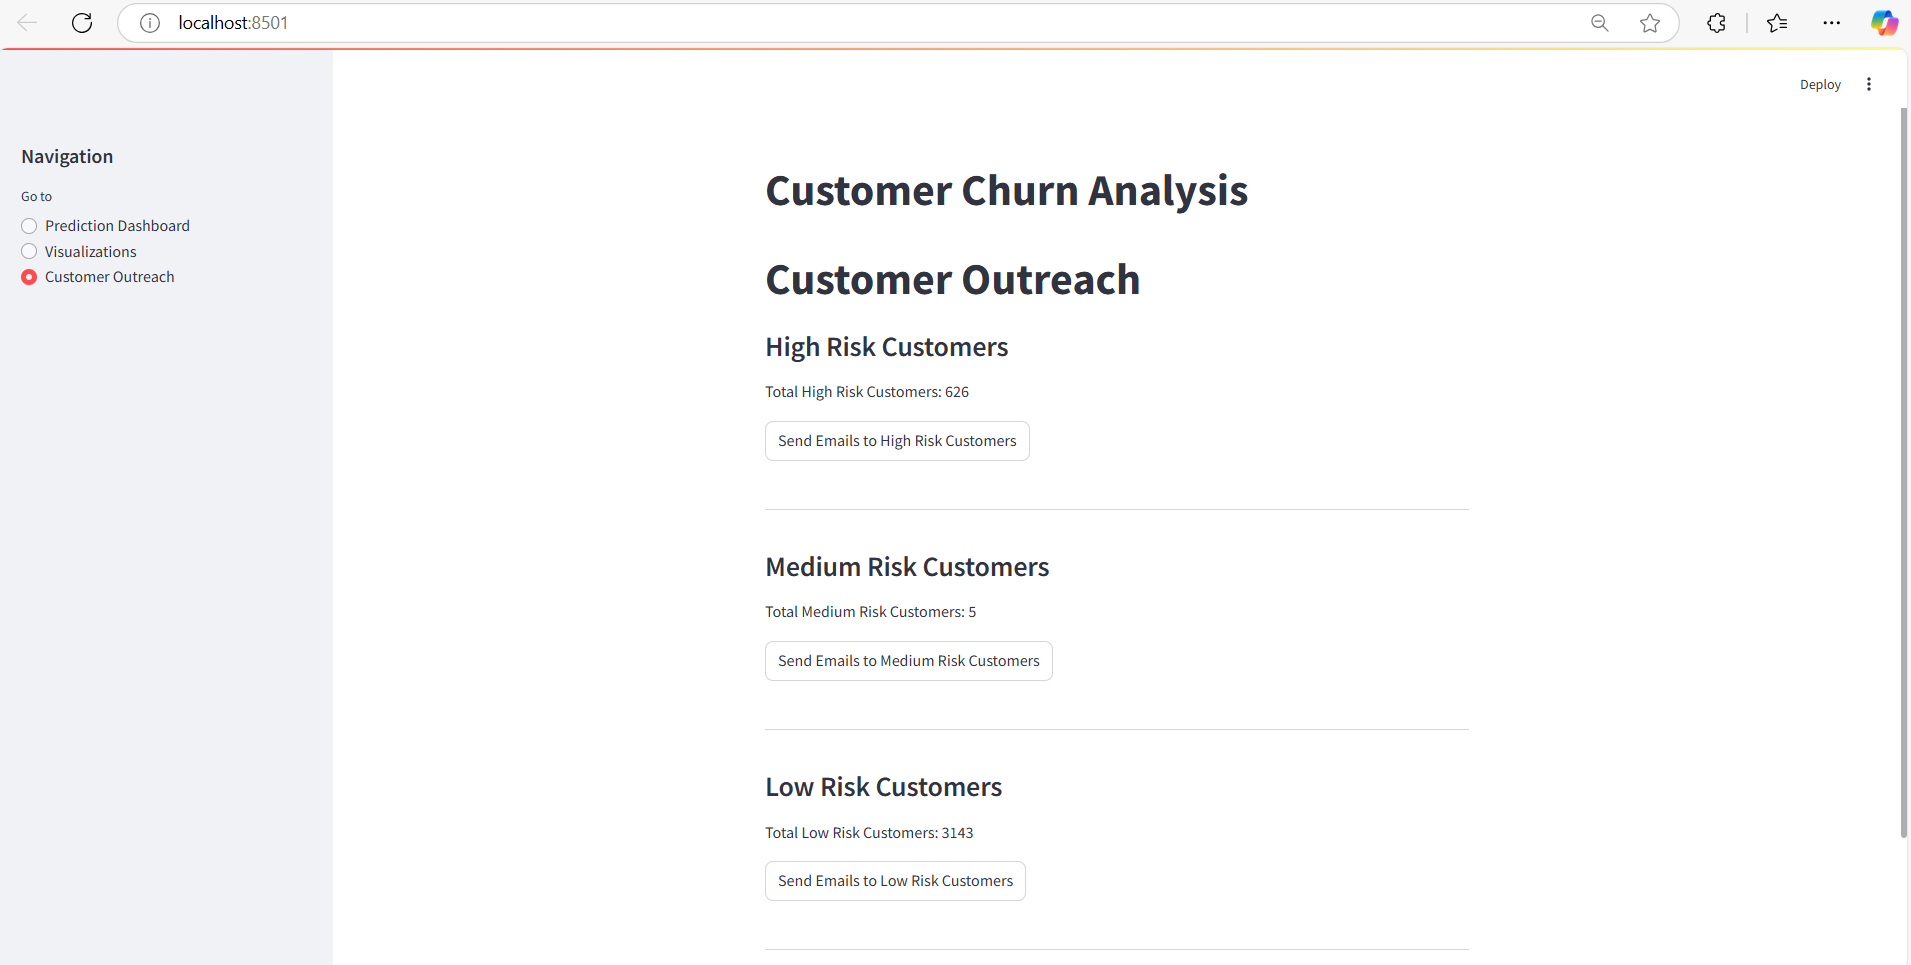 localhost:8501
Deploy
Navigation
Go to
Prediction Dashboard
Visualizations
Customer Outreach
Customer Churn Analysis
Customer Outreach
High Risk Customers
Total High Risk Customers: 626
Send Emails to High Risk Customers
Medium Risk Customers
Total Medium Risk Customers: 5
Send Emails to Medium Risk Customers
Low Risk Customers
Total Low Risk Customers: 3143
Send Emails to Low Risk Customers